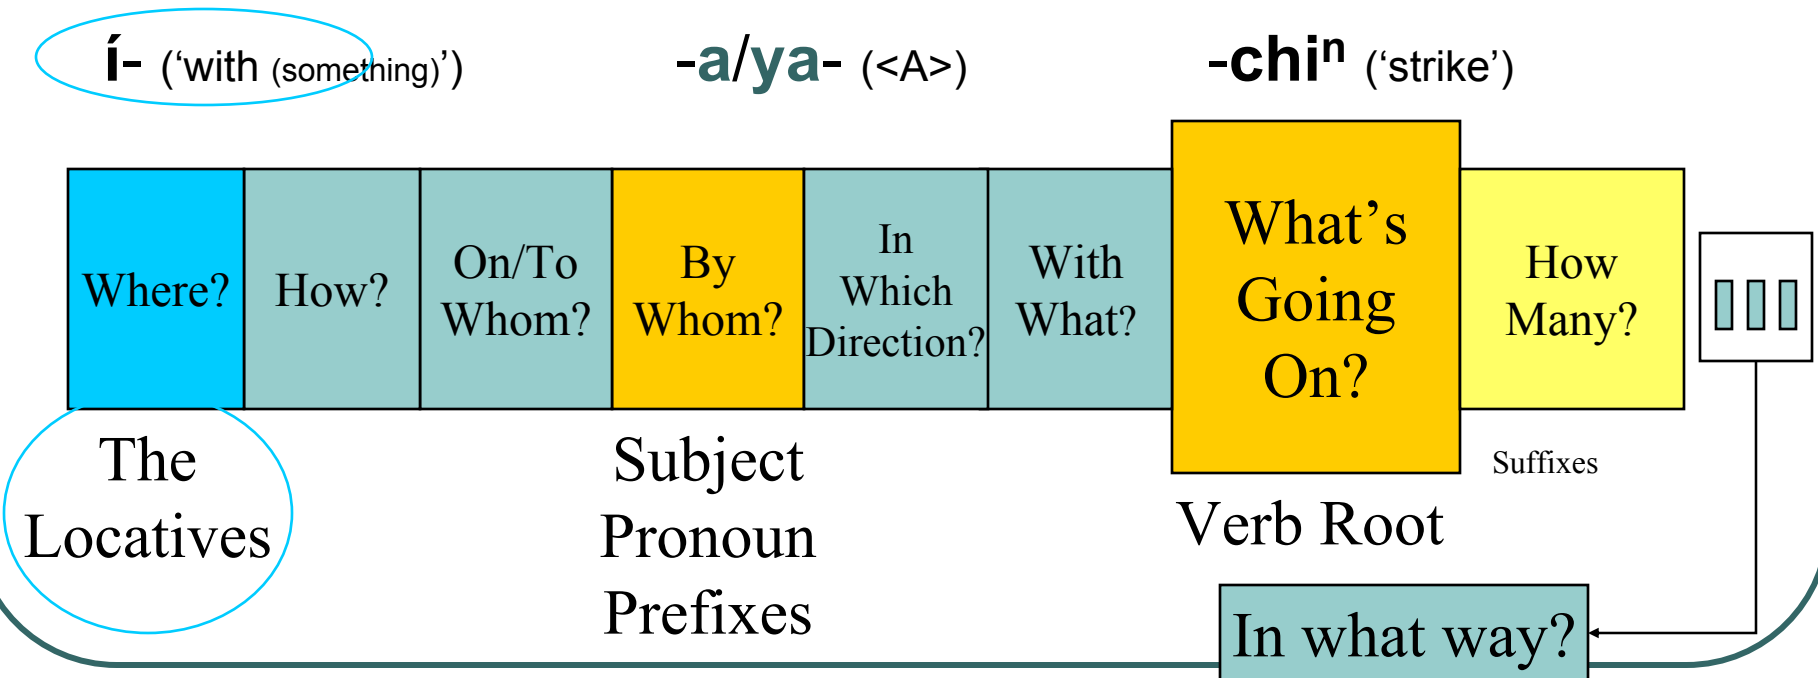 í- (‘with (something)’) -a/ya- (<A>) -chiⁿ (‘strike’)
Where?
How?
On/To
Whom?
By
Whom?
In
Which
Direction?
With
What?
What’s
Going
On?
How
Many?
The
Locatives
Subject
Pronoun
Prefixes
Verb Root
Suffixes
In what way?